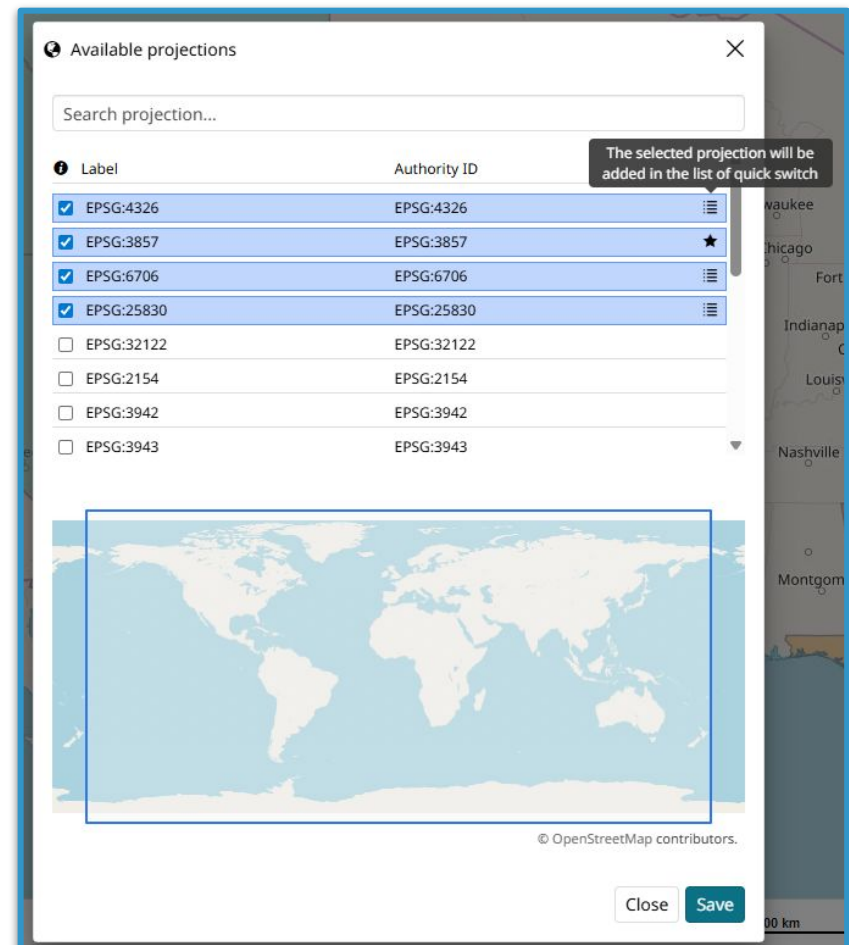 Available projections
Search projection...
The selected projection will be
added in the list of quick switch
Label Authority ID
EPSG:4326 EPSG:4326
EPSG:3857 EPSG:3857
EPSG:6706 EPSG:6706
EPSG:25830 EPSG:25830
EPSG:32122 EPSG:32122
EPSG:2154 EPSG:2154
EPSG:3942 EPSG:3942
EPSG:3943 EPSG:3943
© OpenStreetMap contributors.
Close Save
waukee
Chicago
Fort
Indianap
Louisv
Nashville
Montgom
00 km